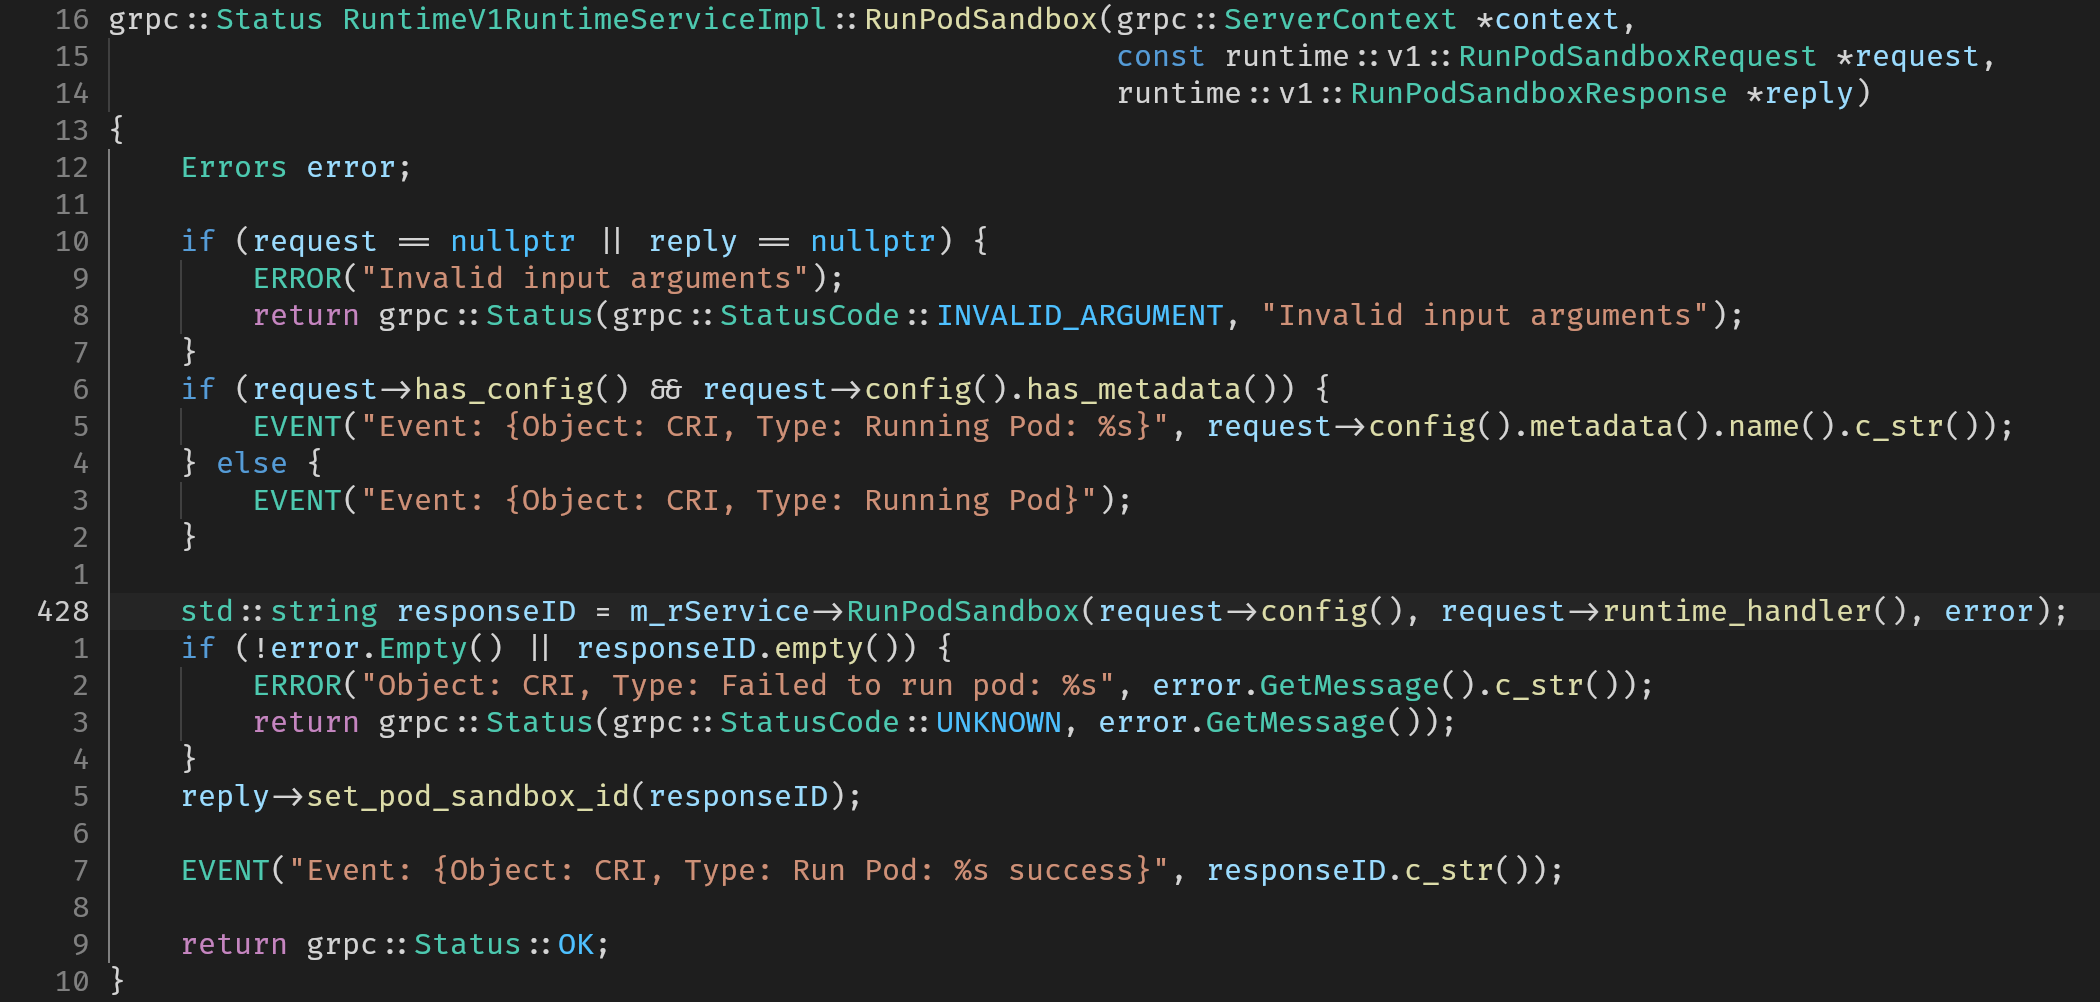 16 grpc::Status RuntimeV1RuntimeServiceImpl::RunPodSandbox(grpc::ServerContext *context,
15                                                         const runtime::v1::RunPodSandboxRequest *request,
14                                                         runtime::v1::RunPodSandboxResponse *reply)
13 {
12     Errors error;
11
10     if (request == nullptr || reply == nullptr) {
9         ERROR("Invalid input arguments");
8         return grpc::Status(grpc::StatusCode::INVALID_ARGUMENT, "Invalid input arguments");
7     }
6     if (request->has_config() && request->config().has_metadata()) {
5         EVENT("Event: {Object: CRI, Type: Running Pod: %s}", request->config().metadata().name().c_str());
4     } else {
3         EVENT("Event: {Object: CRI, Type: Running Pod}");
2     }
1
428     std::string responseID = m_rService->RunPodSandbox(request->config(), request->runtime_handler(), error);
1     if (!error.Empty() || responseID.empty()) {
2         ERROR("Object: CRI, Type: Failed to run pod: %s", error.GetMessage().c_str());
3         return grpc::Status(grpc::StatusCode::UNKNOWN, error.GetMessage());
4     }
5     reply->set_pod_sandbox_id(responseID);
6
7     EVENT("Event: {Object: CRI, Type: Run Pod: %s success}", responseID.c_str());
8
9     return grpc::Status::OK;
10 }